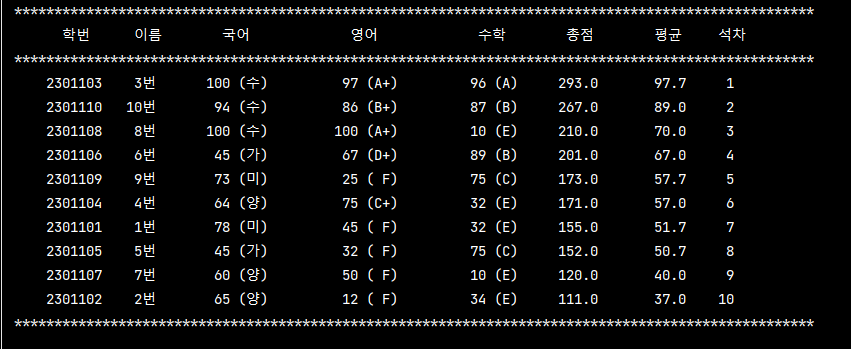 ****************************************************************************************************
학번 이름 국어 영어 수학 총점 평균 석차
****************************************************************************************************
2301103 3번 100 (수) 97 (A+) 96 (A) 293.0 97.7 1
2301110 10번 94 (수) 86 (B+) 87 (B) 267.0 89.0 2
2301108 8번 100 (수) 100 (A+) 10 (E) 210.0 70.0 3
2301106 6번 45 (가) 67 (D+) 89 (B) 201.0 67.0 4
2301109 9번 73 (미) 25 ( F) 75 (C) 173.0 57.7 5
2301104 4번 64 (양) 75 (C+) 32 (E) 171.0 57.0 6
2301101 1번 78 (미) 45 ( F) 32 (E) 155.0 51.7 7
2301105 5번 45 (가) 32 ( F) 75 (C) 152.0 50.7 8
2301107 7번 60 (양) 50 ( F) 10 (E) 120.0 40.0 9
2301102 2번 65 (양) 12 ( F) 34 (E) 111.0 37.0 10
****************************************************************************************************